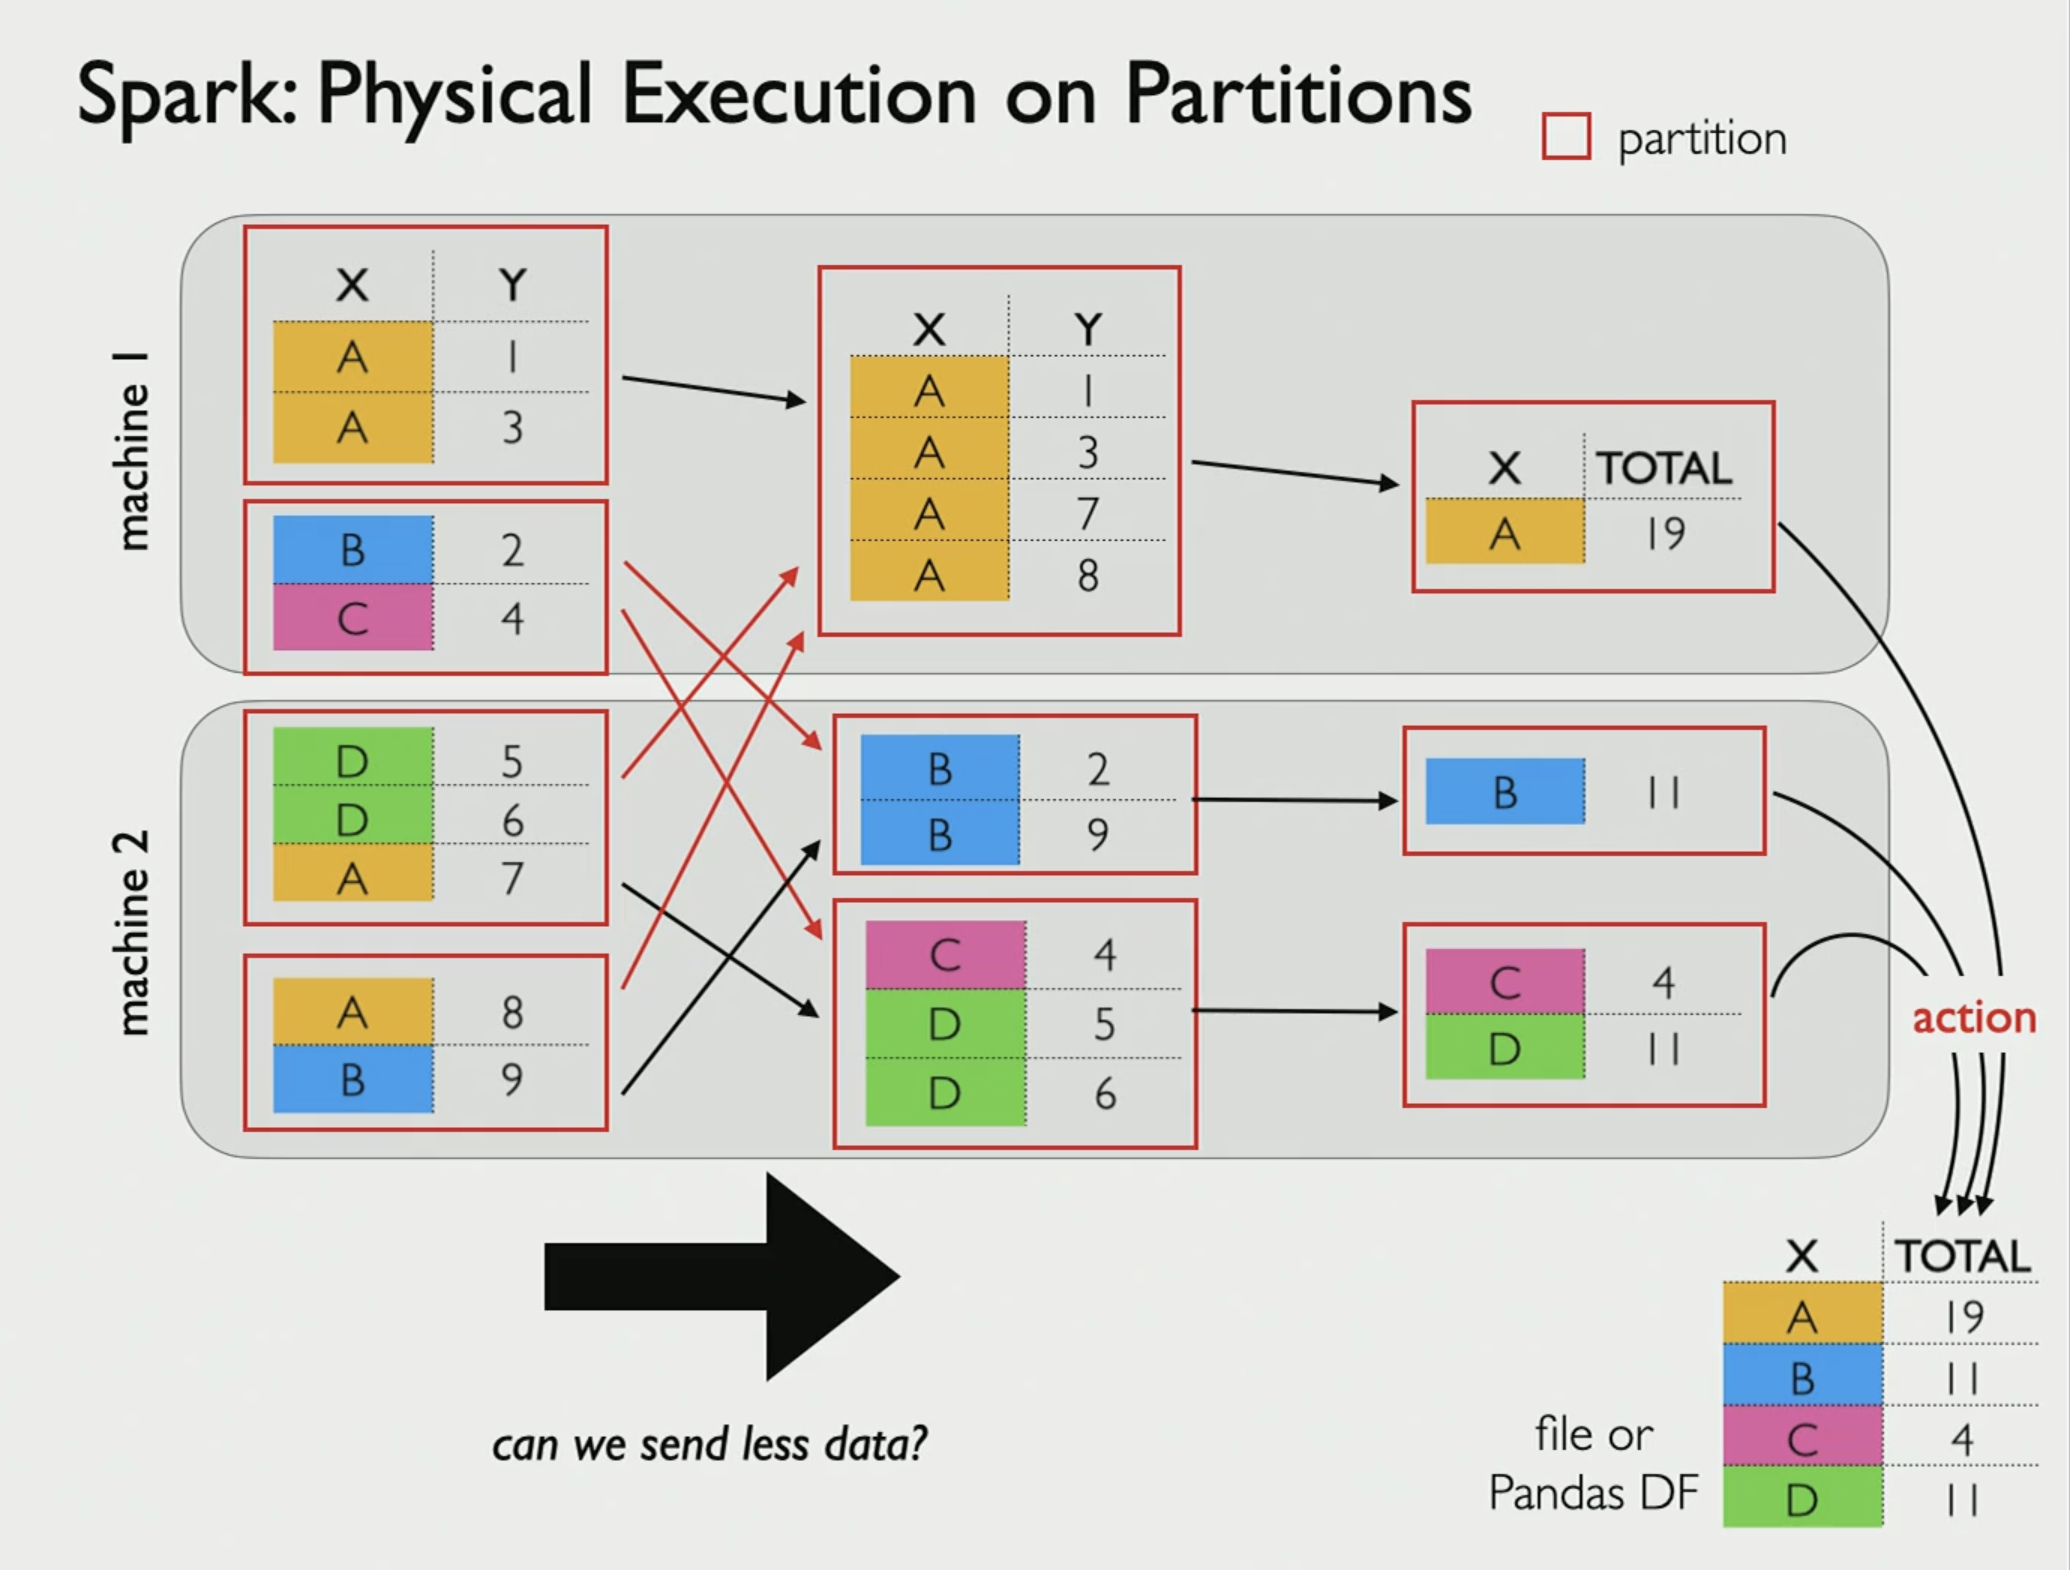 Spark: Physical Execution on Partitions
partition
machine 1
X Y
A 1
A 3
B 2
C 4
X Y
A 1
A 3
A 7
A 8
X TOTAL
A 19
machine 2
D 5
D 6
A 7
A 8
B 9
B 2
B 9
C 4
D 5
D 6
B 11
C 4
D 11
action
can we send less data?
file or
Pandas DF
X TOTAL
A 19
B 11
C 4
D 11